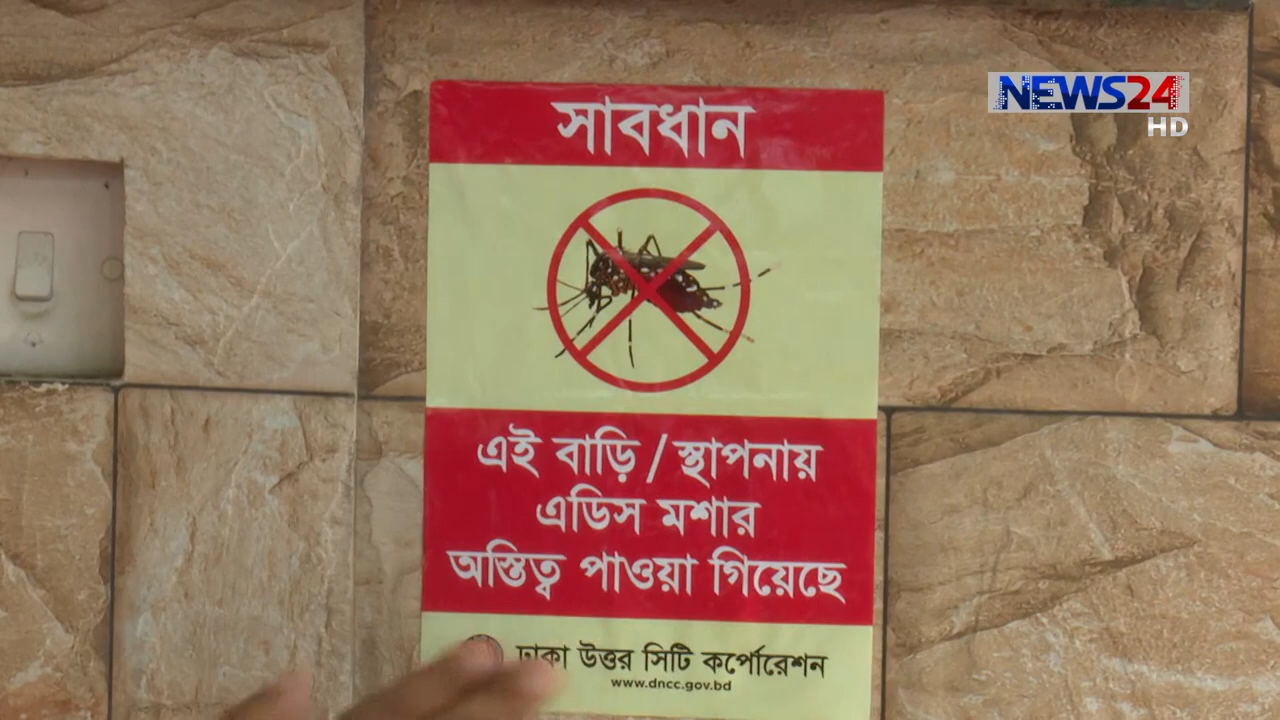 NEWS24
HD
সাবধান
এই বাড়ি / স্থাপনায়
এডিস মশার
অস্তিত্ব পাওয়া গিয়েছে
ঢাকা উত্তর সিটি কর্পোরেশন
www.dncc.gov.bd